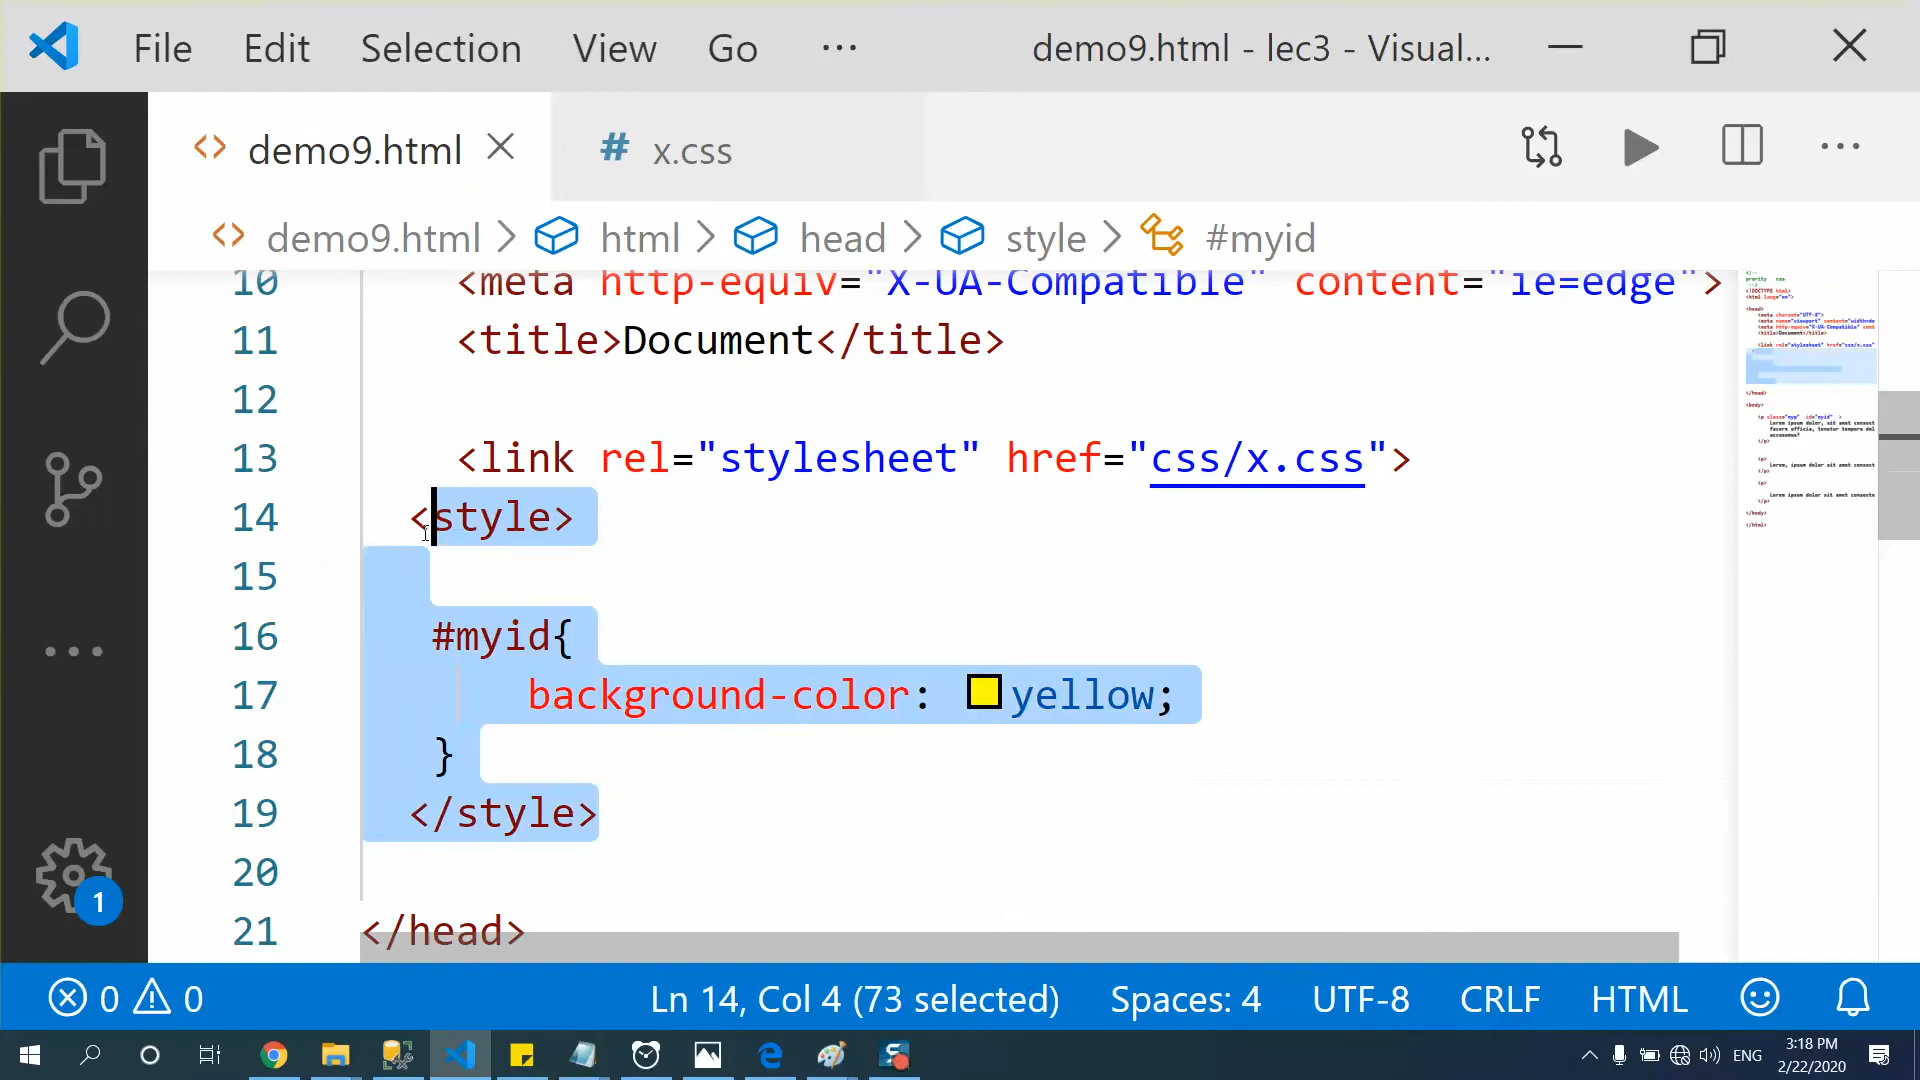 File Edit Selection View Go ··· demo9.html - lec3 - Visual...
demo9.html x.css
demo9.html > html > head > style > #myid
10 <meta http-equiv="X-UA-Compatible" content="ie=edge">
11 <title>Document</title>
12
13 <link rel="stylesheet" href="css/x.css">
14 <style>
15
16 #myid{
17 background-color: yellow;
18 }
19 </style>
20
21 </head>
1
0 0 Ln 14, Col 4 (73 selected) Spaces: 4 UTF-8 CRLF HTML
ENG
3:18 PM
2/22/2020